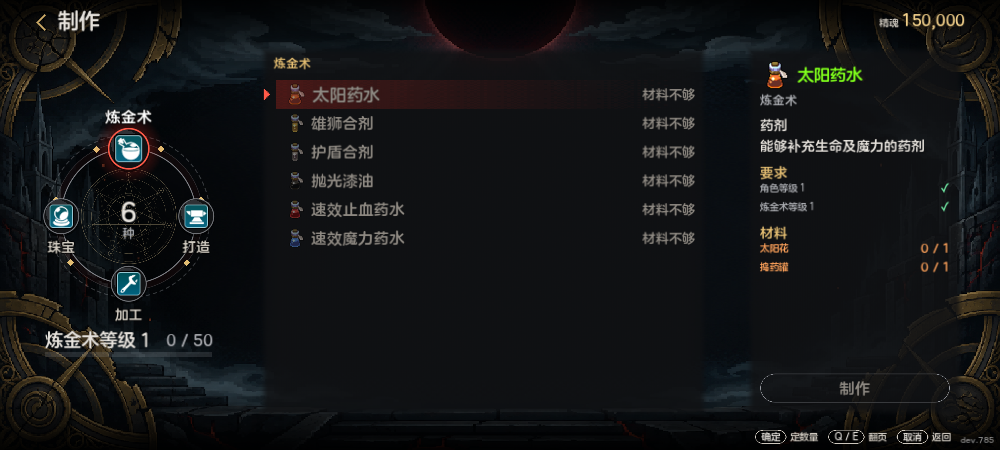 制作
精魂 150,000
炼金术
6
种
珠宝
打造
加工
炼金术等级 1 0 / 50
炼金术
太阳药水 材料不够
雄狮合剂 材料不够
护盾合剂 材料不够
抛光漆油 材料不够
速效止血药水 材料不够
速效魔力药水 材料不够
太阳药水
炼金术
药剂
能够补充生命及魔力的药剂
要求
角色等级 1
炼金术等级 1
材料
太阳花 0 / 1
捣药罐 0 / 1
制作
确定 定数量 Q / E 翻页 取消 返回 dev.785